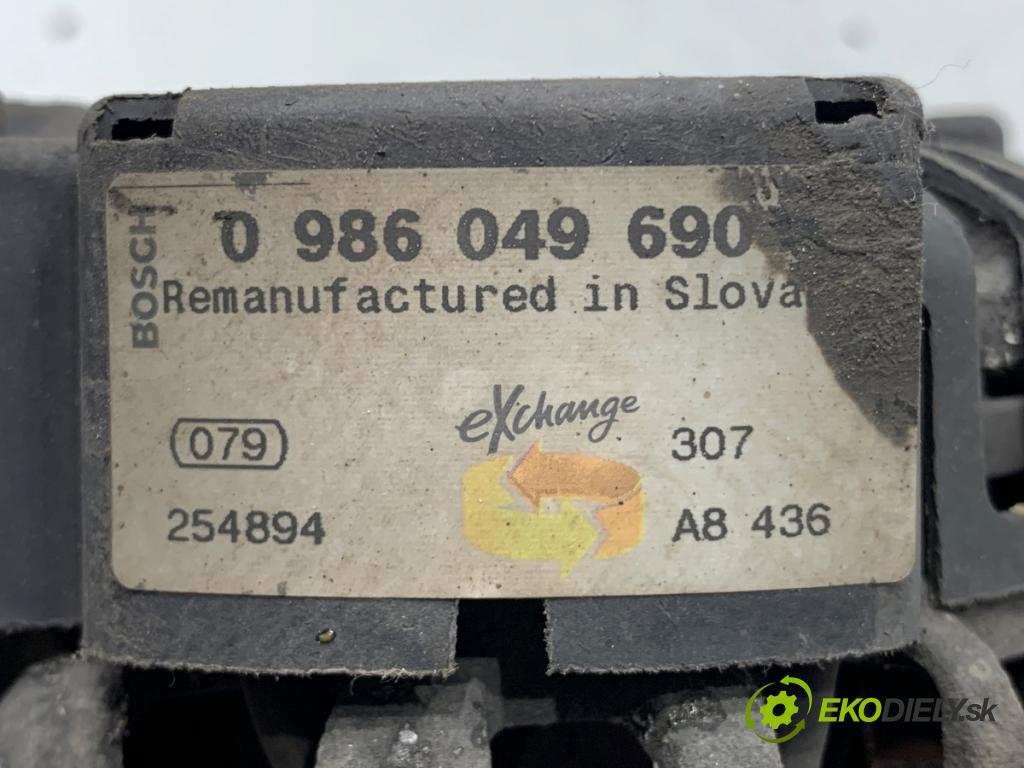 BOSCH
0 986 049 690
Remanufactured in Slova
eXchange
079
307
254894
A8 436
EKODIELY.sk